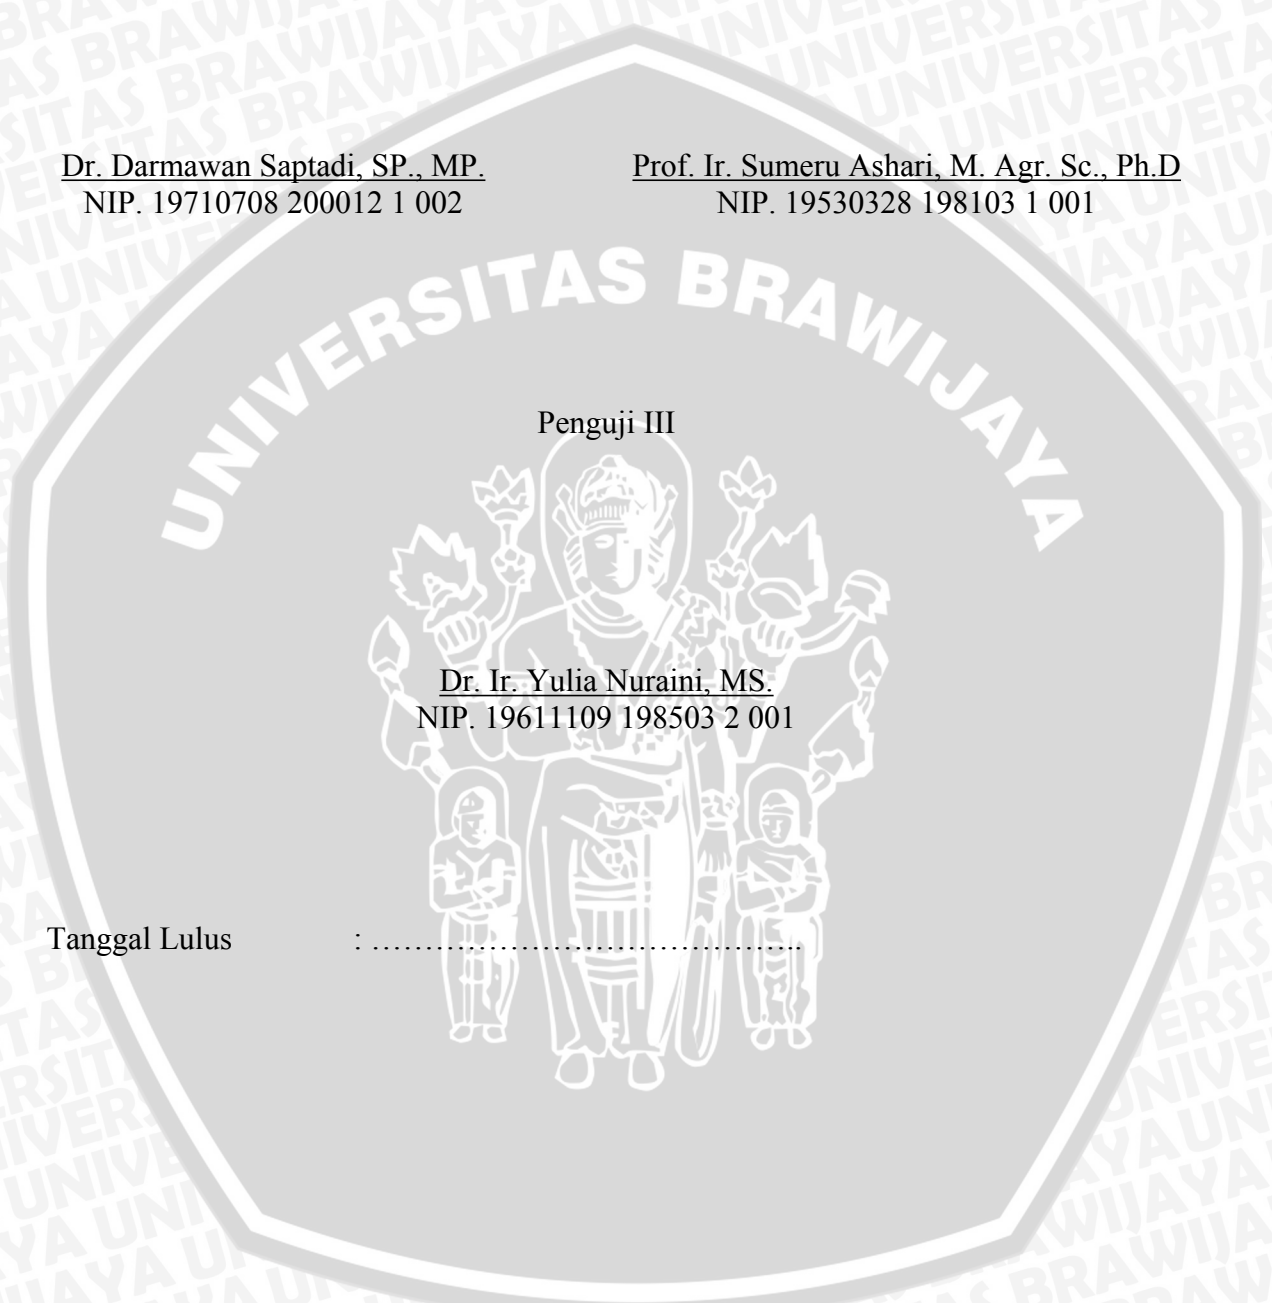 Dr. Darmawan Saptadi, SP., MP.
NIP. 19710708 200012 1 002
Prof. Ir. Sumeru Ashari, M. Agr. Sc., Ph.D
NIP. 19530328 198103 1 001
UNIVERSITAS BRAWIJAYA
Penguji III
Dr. Ir. Yulia Nuraini, MS.
NIP. 19611109 198503 2 001
Tanggal Lulus : …………………………………..